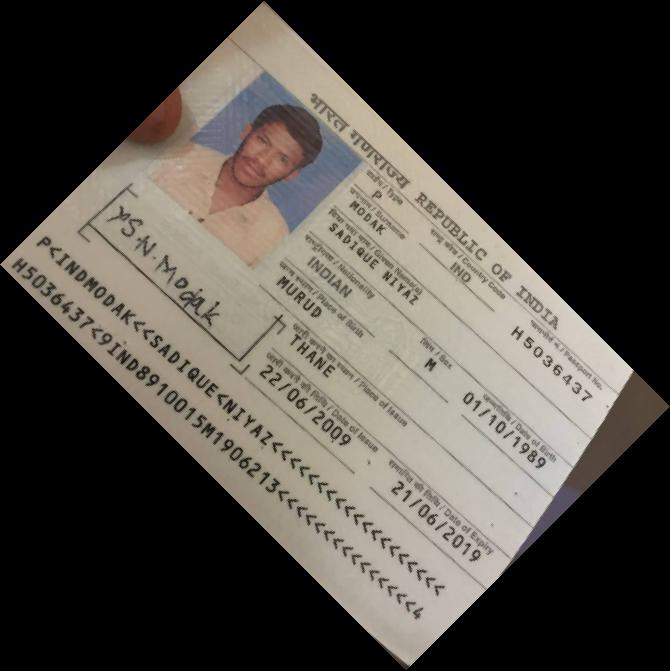 भारत गणराज्य REPUBLIC OF INDIA
टाईप / Type
P
राष्ट्र कोड / Country Code
IND
पासपोर्ट न. / Passport No.
H5036437
उपनाम / Surname
MODAK
दिया गया नाम / Given Name(s)
SADIQUE NIYAZ
राष्ट्रीयता / Nationality
INDIAN
लिंग / Sex
M
जन्मतिथि / Date of Birth
01/10/1989
जन्म स्थान / Place of Birth
MURUD
जारी करने का स्थान / Place of Issue
THANE
जारी करने की तिथि / Date of Issue
22/06/2009
समाप्ति की तिथि / Date of Expiry
21/06/2019
S.N.Modak
P<INDMODAK<<SADIQUE<NIYAZ<<<<<<<<<<<<<<<<<<<
H5036437<9IND8910015M1906213<<<<<<<<<<<<<<<4